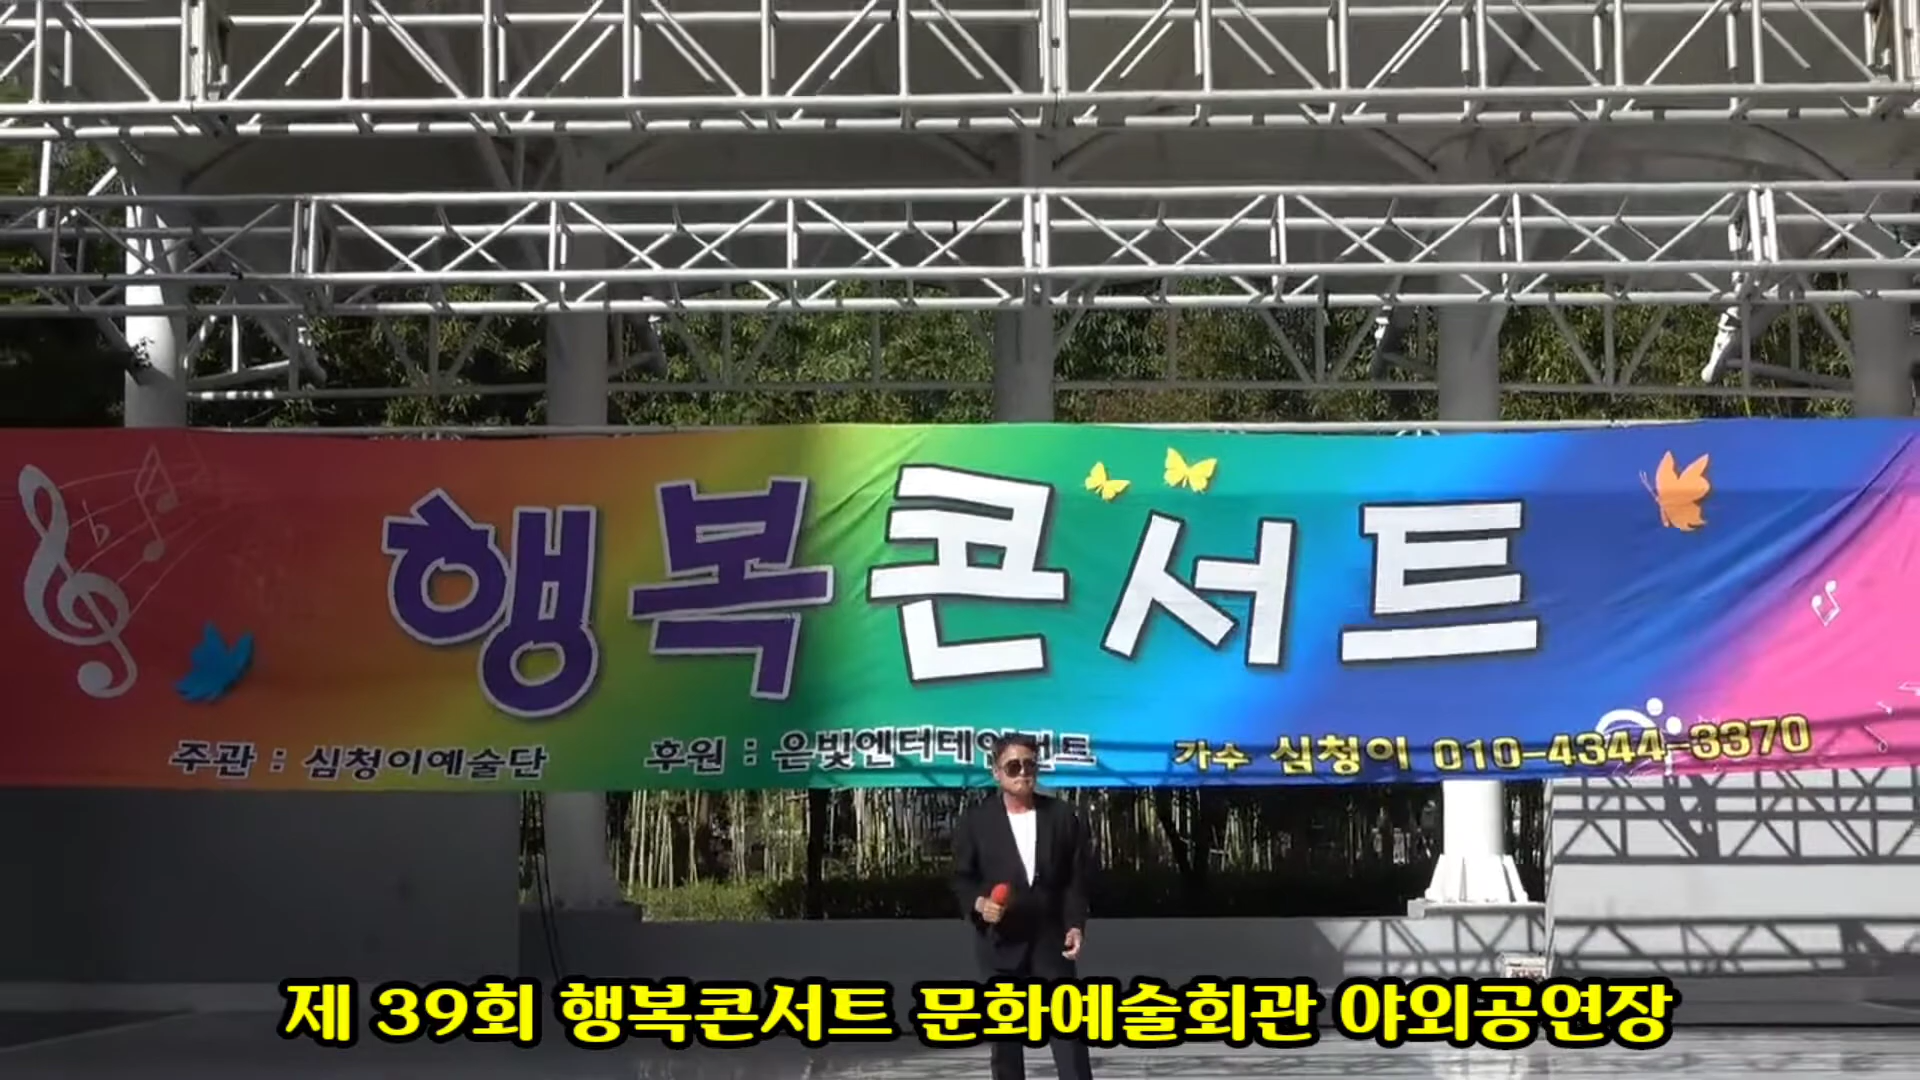 행복콘서트
주관 : 심청이예술단 후원 : 은빛엔터테인먼트 가수 심청이 010-4344-3370
제 39회 행복콘서트 문화예술회관 야외공연장